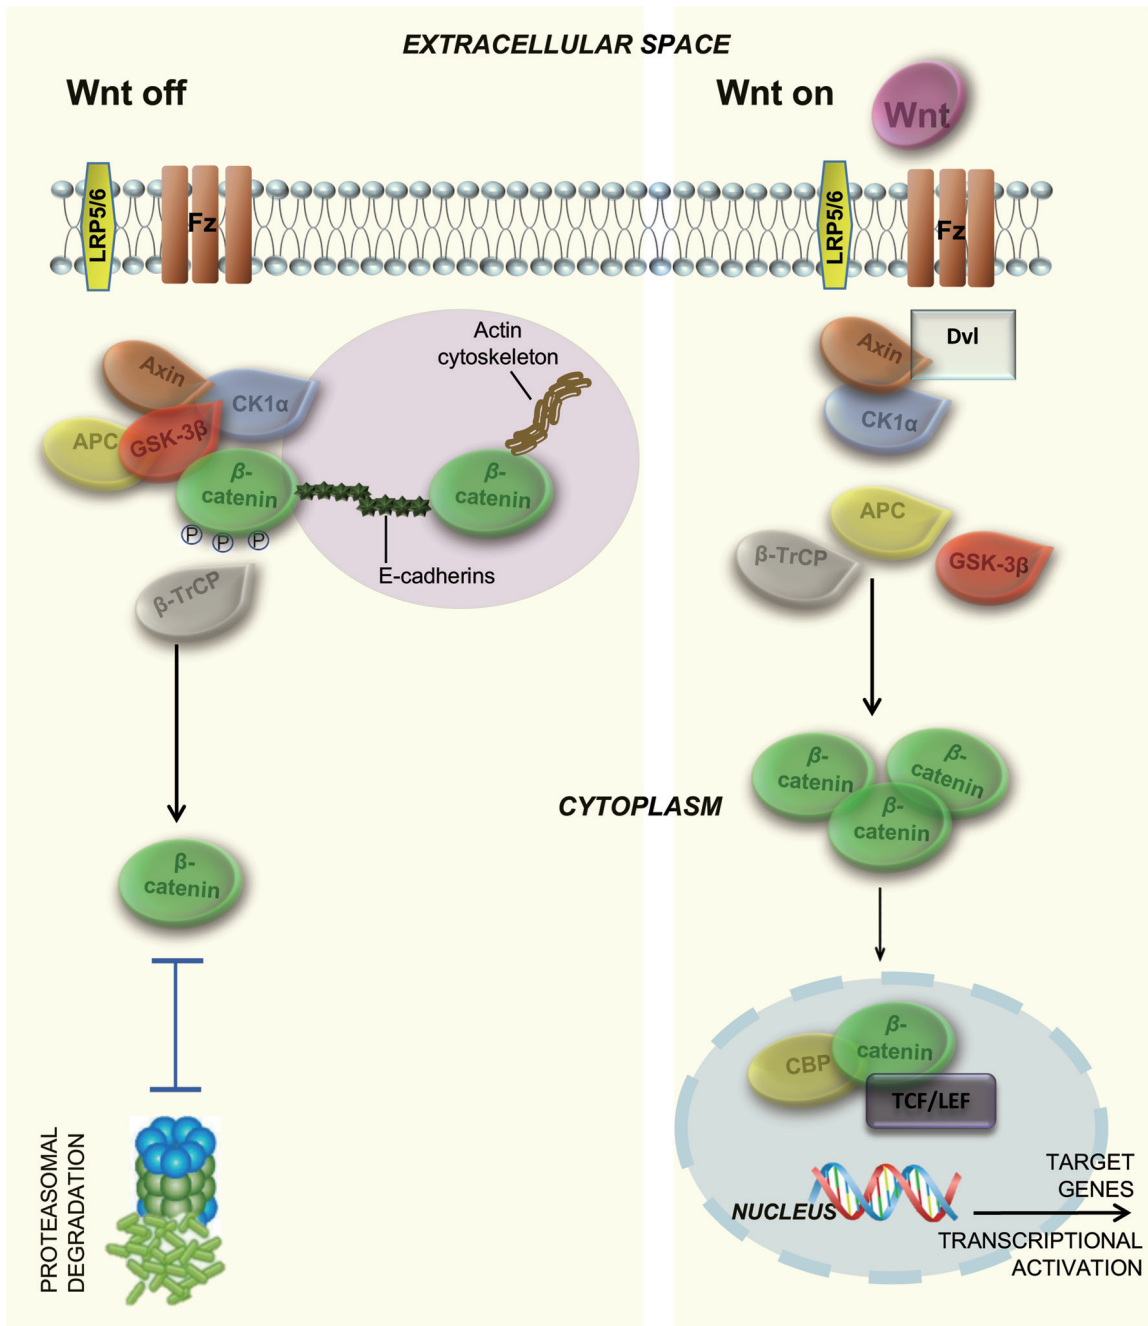 EXTRACELLULAR SPACE
Wnt off
LRP5/6
Fz
Axin
CK1α
APC
GSK-3β
β-
catenin
P
P
P
β-TrCP
Actin
cytoskeleton
β-
catenin
E-cadherins
β-
catenin
PROTEASOMAL
DEGRADATION
Wnt on
Wnt
LRP5/6
Fz
Dvl
Axin
CK1α
APC
β-TrCP
GSK-3β
β-
catenin
β-
catenin
β-
catenin
CYTOPLASM
β-
catenin
CBP
TCF/LEF
NUCLEUS
TARGET
GENES
TRANSCRIPTIONAL
ACTIVATION